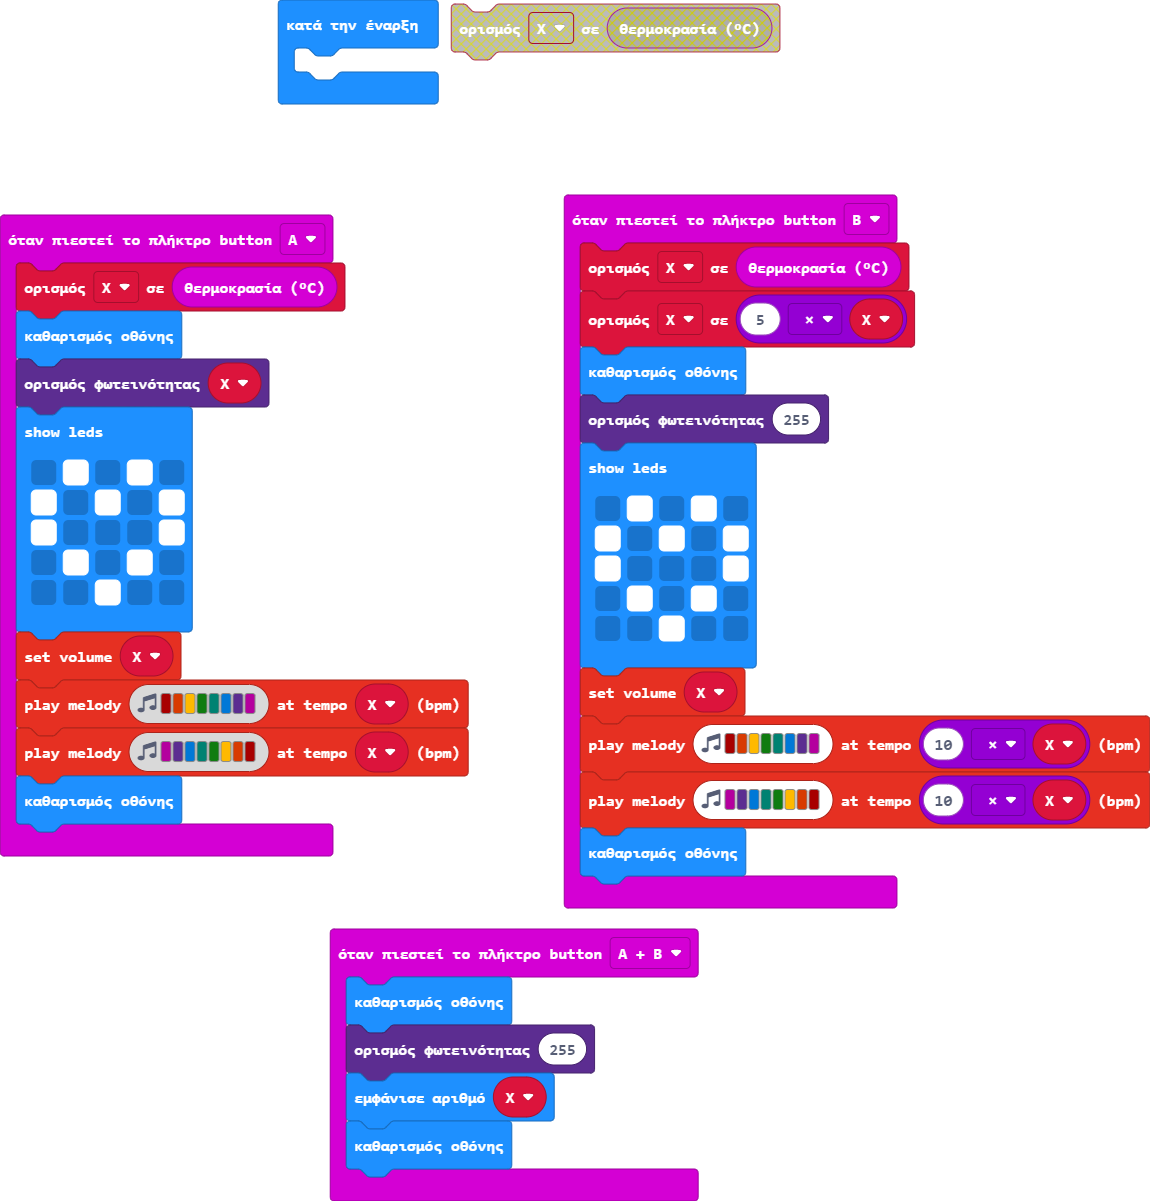 κατά την έναρξη
ορισμός X σε θερμοκρασία (°C)
όταν πιεστεί το πλήκτρο button A
ορισμός X σε θερμοκρασία (°C)
καθαρισμός οθόνης
ορισμός φωτεινότητας X
show leds
set volume X
play melody at tempo X (bpm)
play melody at tempo X (bpm)
καθαρισμός οθόνης
όταν πιεστεί το πλήκτρο button B
ορισμός X σε θερμοκρασία (°C)
ορισμός X σε 5 × X
καθαρισμός οθόνης
ορισμός φωτεινότητας 255
show leds
set volume X
play melody at tempo 10 × X (bpm)
play melody at tempo 10 × X (bpm)
καθαρισμός οθόνης
όταν πιεστεί το πλήκτρο button A + B
καθαρισμός οθόνης
ορισμός φωτεινότητας 255
εμφάνισε αριθμό X
καθαρισμός οθόνης